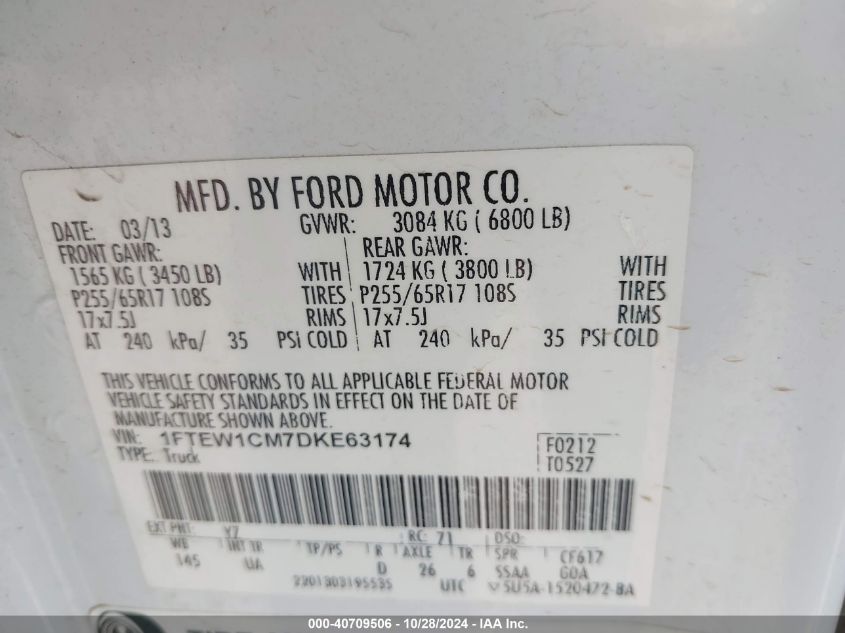 MFD. BY FORD MOTOR CO.
DATE: 03/13 GVWR: 3084 KG ( 6800 LB)
FRONT GAWR: REAR GAWR:
1565 KG ( 3450 LB) WITH 1724 KG ( 3800 LB) WITH
P255/65R17 108S TIRES P255/65R17 108S TIRES
17x7.5J RIMS 17x7.5J RIMS
AT 240 kPa/ 35 PSI COLD AT 240 kPa/ 35 PSI COLD
THIS VEHICLE CONFORMS TO ALL APPLICABLE FEDERAL MOTOR
VEHICLE SAFETY STANDARDS IN EFFECT ON THE DATE OF
MANUFACTURE SHOWN ABOVE.
VIN: 1FTEW1CM7DKE63174 F0212
TYPE: Truck T0527
EXT PNT: RC: 71 DSO:
WB INT TR TP/PS R AXLE TR SPR CF617
145 UA D 26 6 SSAA GOA
2201303195535 UTC 5U5A-1520472-BA
000-40709506 - 10/28/2024 - IAA Inc.